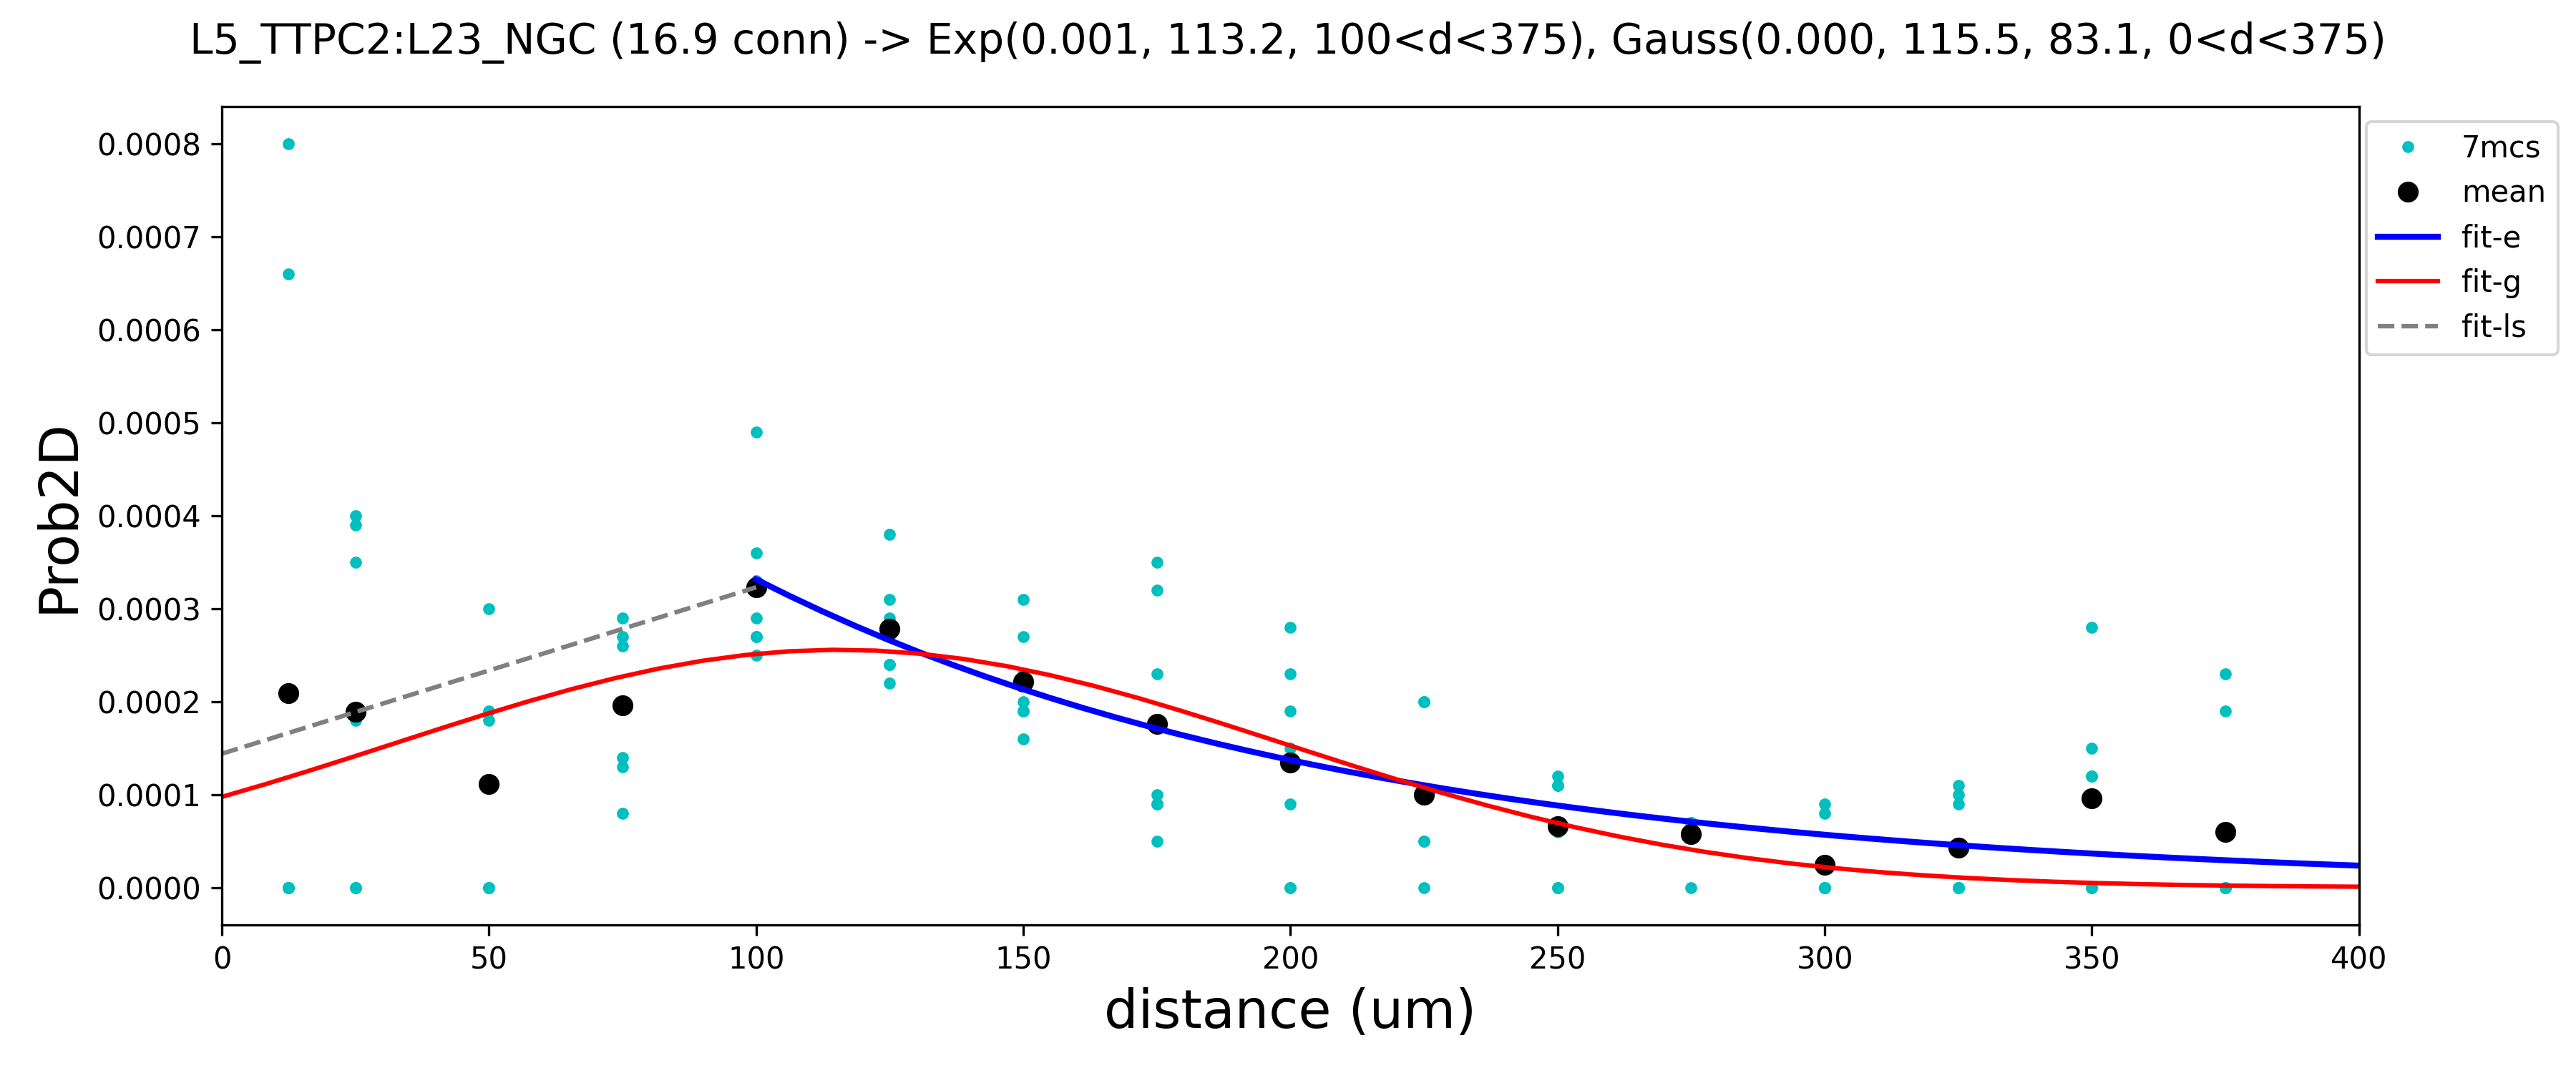 L5_TTPC2:L23_NGC (16.9 conn) -> Exp(0.001, 113.2, 100<d<375), Gauss(0.000, 115.5, 83.1, 0<d<375)
0.0008
0.0007
0.0006
0.0005
0.0004
0.0003
0.0002
0.0001
0.0000
Prob2D
0 50 100 150 200 250 300 350 400
distance (um)
7mcs
mean
fit-e
fit-g
fit-ls